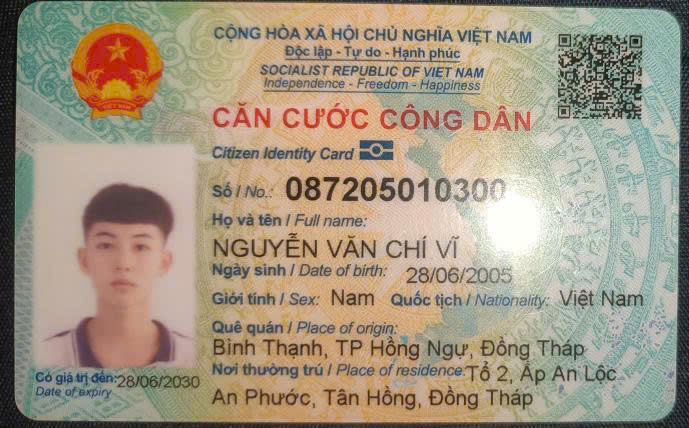 CỘNG HÒA XÃ HỘI CHỦ NGHĨA VIỆT NAM
Độc lập - Tự do - Hạnh phúc
SOCIALIST REPUBLIC OF VIET NAM
Independence - Freedom - Happiness
CĂN CƯỚC CÔNG DÂN
Citizen Identity Card
Số / No.: 087205010300
Họ và tên / Full name:
NGUYỄN VĂN CHÍ VĨ
Ngày sinh / Date of birth: 28/06/2005
Giới tính / Sex: Nam Quốc tịch / Nationality: Việt Nam
Quê quán / Place of origin:
Bình Thạnh, TP Hồng Ngự, Đồng Tháp
Nơi thường trú / Place of residence: Tổ 2, Ấp An Lộc
An Phước, Tân Hồng, Đồng Tháp
Có giá trị đến: 28/06/2030
Date of expiry
VIỆT NAM